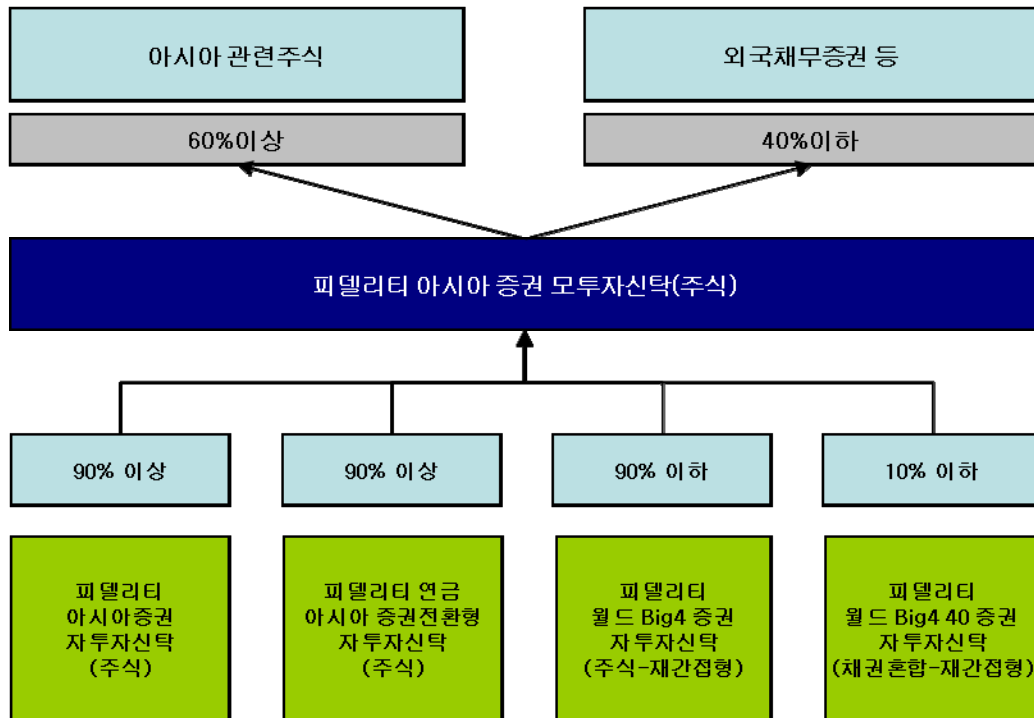 아시아 관련주식
외국채무증권 등
60%이상
40%이하
피델리티 아시아 증권 모투자신탁(주식)
90% 이상
90% 이상
90% 이하
10% 이하
피델리티
아시아증권
자투자신탁
(주식)
피델리티 연금
아시아 증권전환형
자투자신탁
(주식)
피델리티
월드 Big4 증권
자투자신탁
(주식-재간접형)
피델리티
월드 Big4 40 증권
자투자신탁
(채권혼합-재간접형)